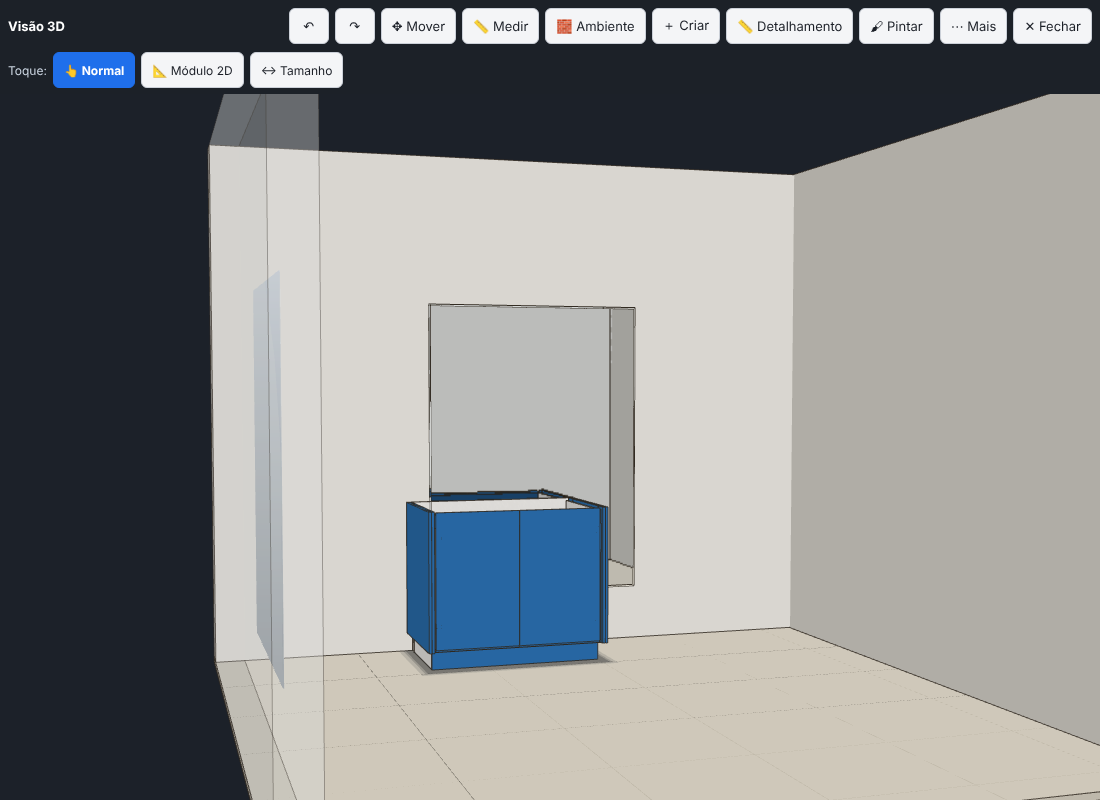 Visão 3D
↶ ↷ ✥ Mover 📏 Medir 🧱 Ambiente + Criar 📏 Detalhamento 🖌 Pintar ⋯ Mais ✕ Fechar
Toque: 👆 Normal 📐 Módulo 2D ↔ Tamanho